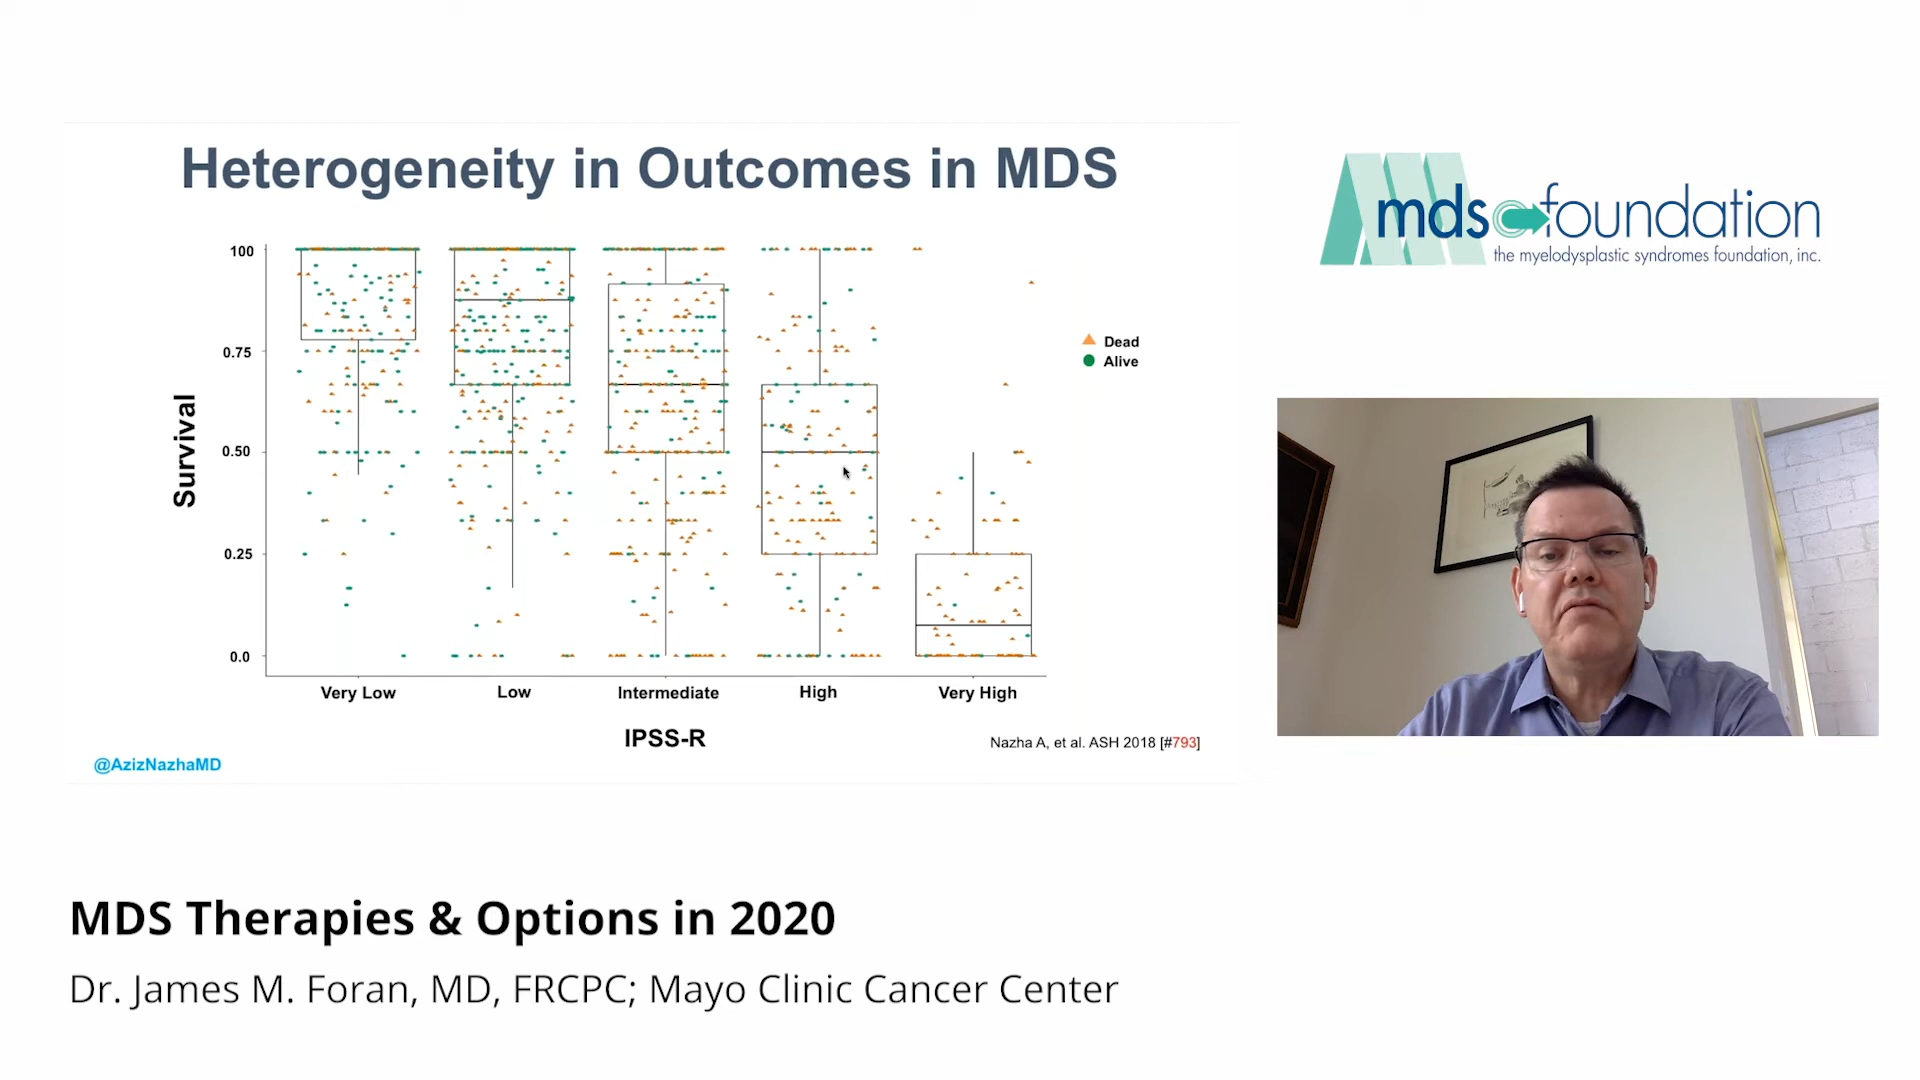 Heterogeneity in Outcomes in MDS
100
0.75
0.50
0.25
0.0
Survival
Very Low
Low
Intermediate
High
Very High
IPSS-R
Dead
Alive
Nazha A, et al. ASH 2018 [#793]
@AzizNazhaMD
mds foundation
the myelodysplastic syndromes foundation, inc.
MDS Therapies & Options in 2020
Dr. James M. Foran, MD, FRCPC; Mayo Clinic Cancer Center